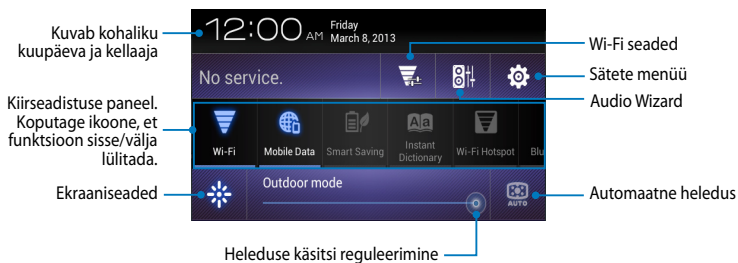 Kuvab kohaliku
kuupäeva ja kellaaja
12:00 AM
Friday
March 8, 2013
Wi-Fi seaded
Sätete menüü
Audio Wizard
No service.
Kiirseadistuse paneel.
Koputage ikoone, et
funktsioon sisse/välja
lülitada.
Wi-Fi
Mobile Data
Smart Saving
Aa
Instant
Dictionary
Wi-Fi Hotspot
Blu
Ekraaniseaded
Outdoor mode
AUTO
Automaatne heledus
Heleduse käsitsi reguleerimine